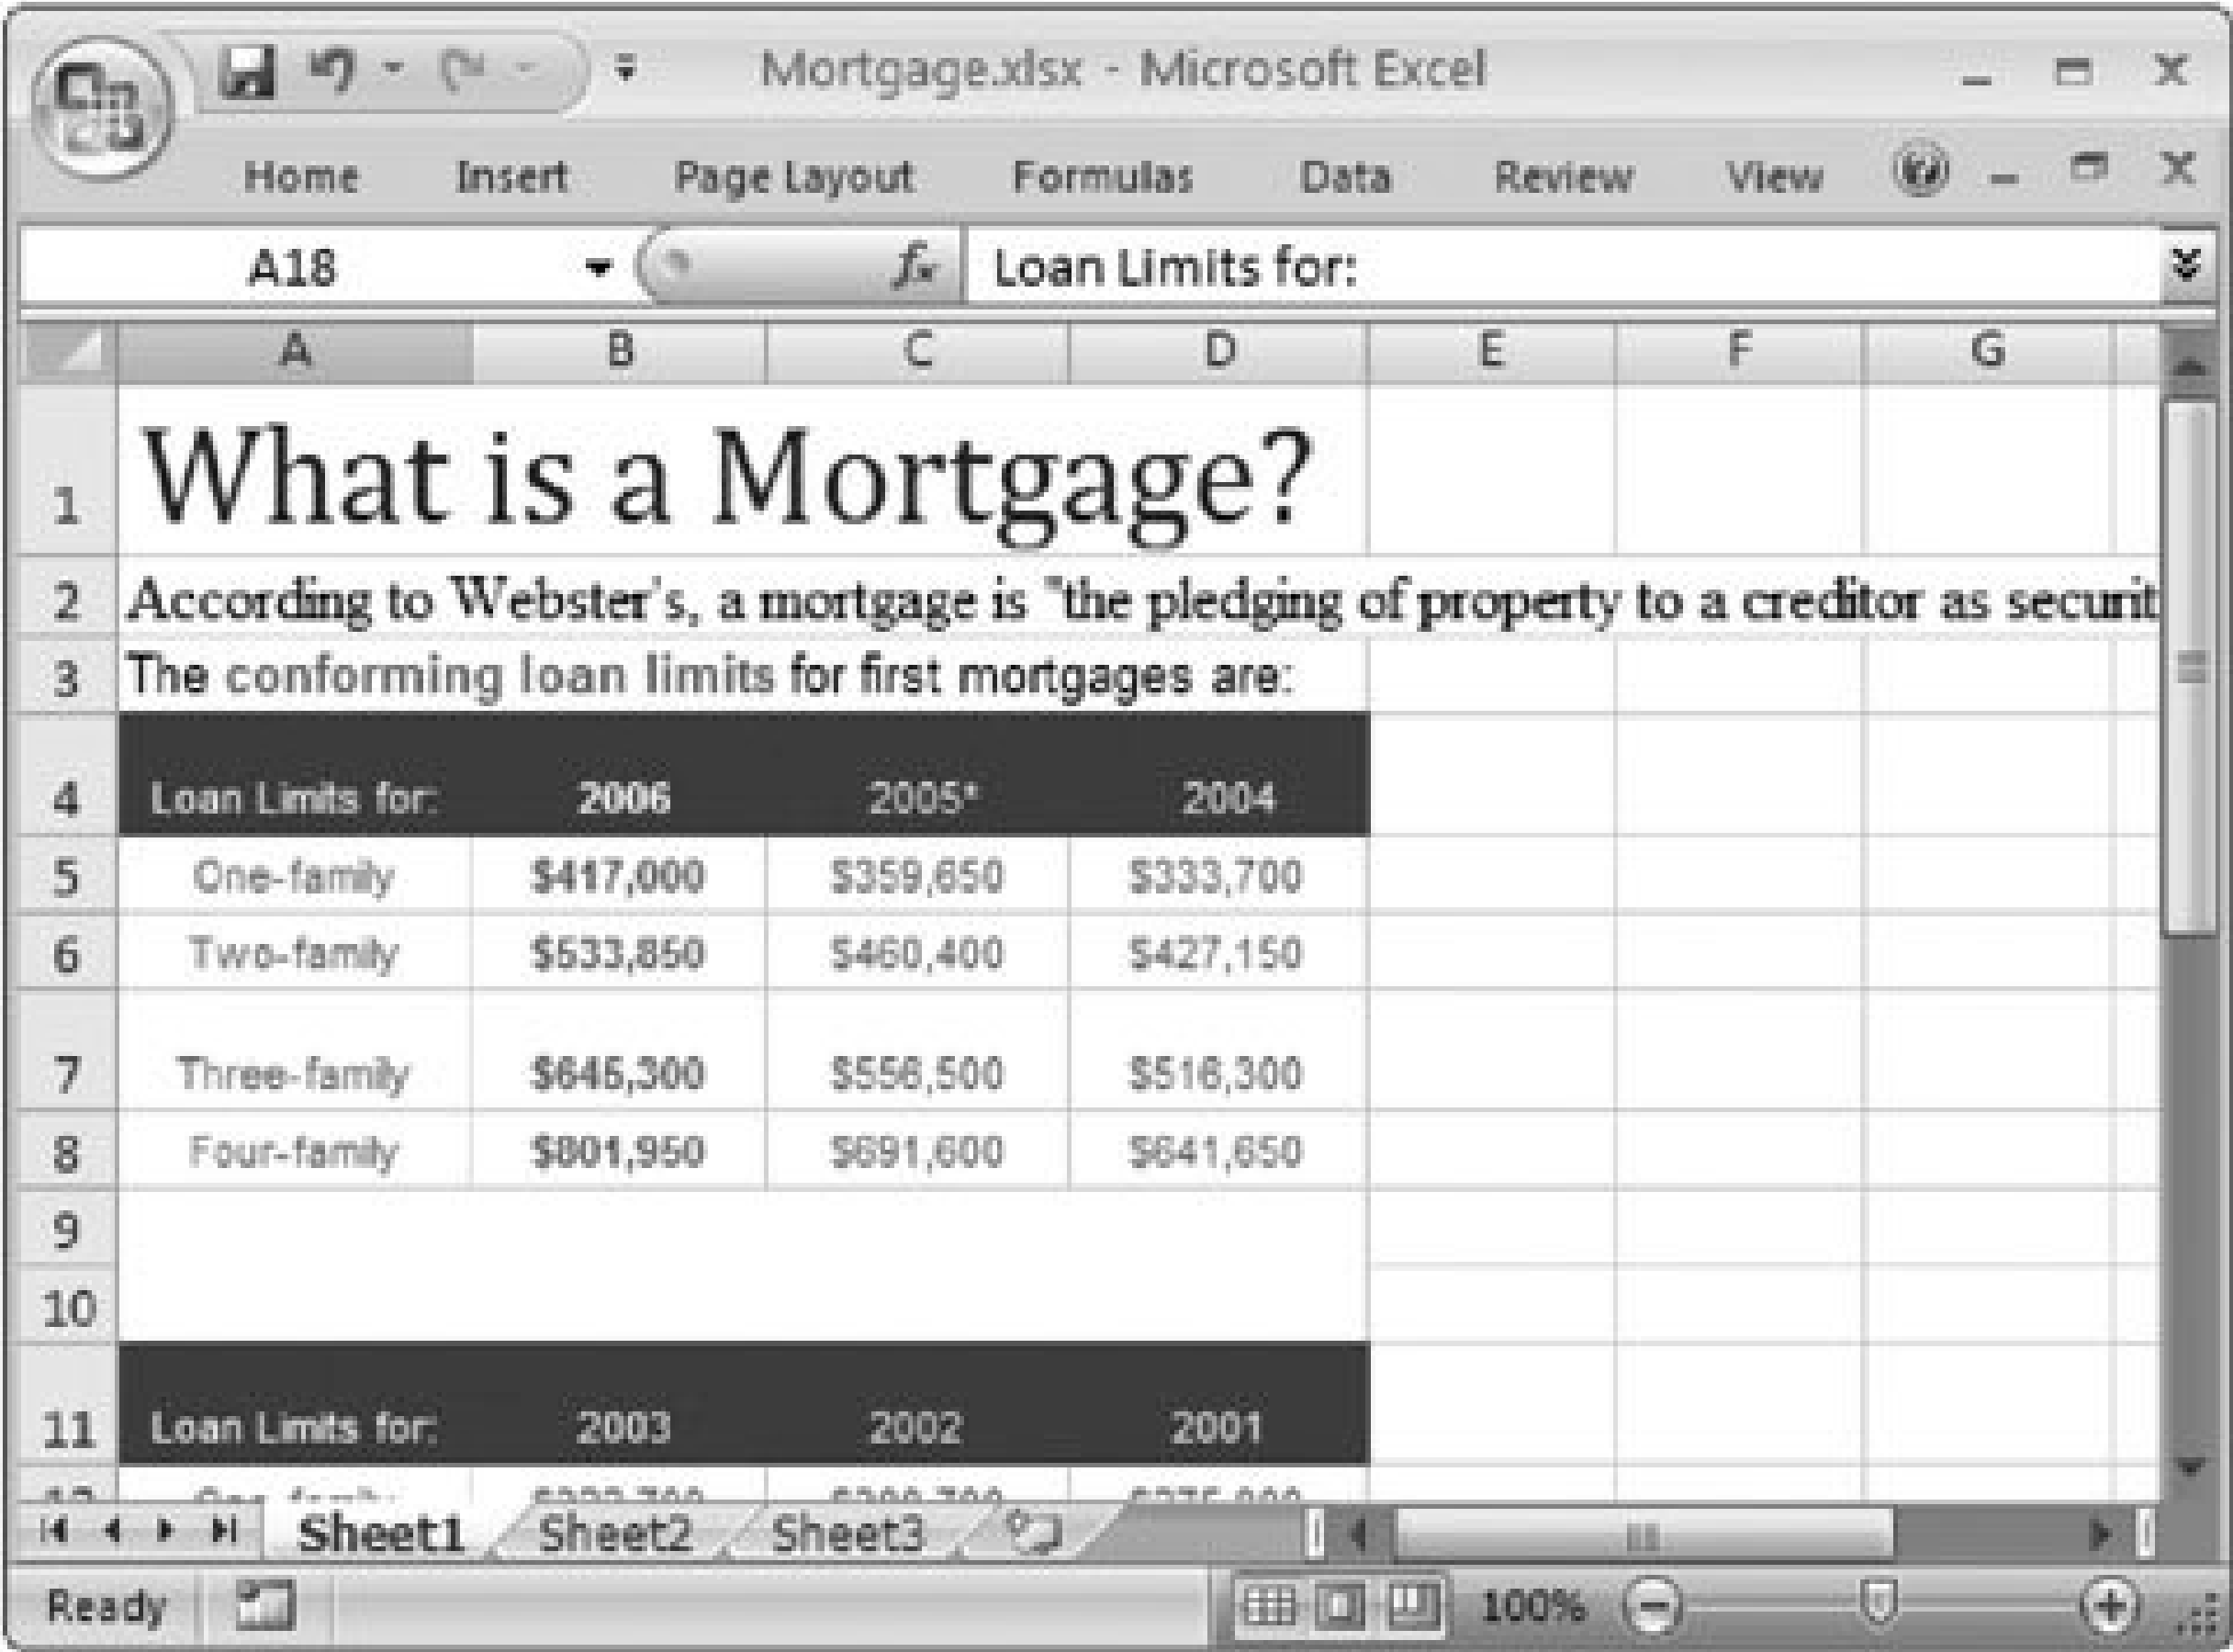 Mortgage.xlsx - Microsoft Excel
Home Insert Page Layout Formulas Data Review View
A18 fx Loan Limits for:
A B C D E F G
1 What is a Mortgage?
2 According to Webster's, a mortgage is "the pledging of property to a creditor as securit
3 The conforming loan limits for first mortgages are:
4 Loan Limits for: 2006 2005* 2004
5 One-family $417,000 $359,650 $333,700
6 Two-family $533,850 $460,400 $427,150
7 Three-family $645,300 $556,500 $516,300
8 Four-family $801,950 $691,600 $641,650
9
10
11 Loan Limits for: 2003 2002 2001
Sheet1 Sheet2 Sheet3
Ready 100%